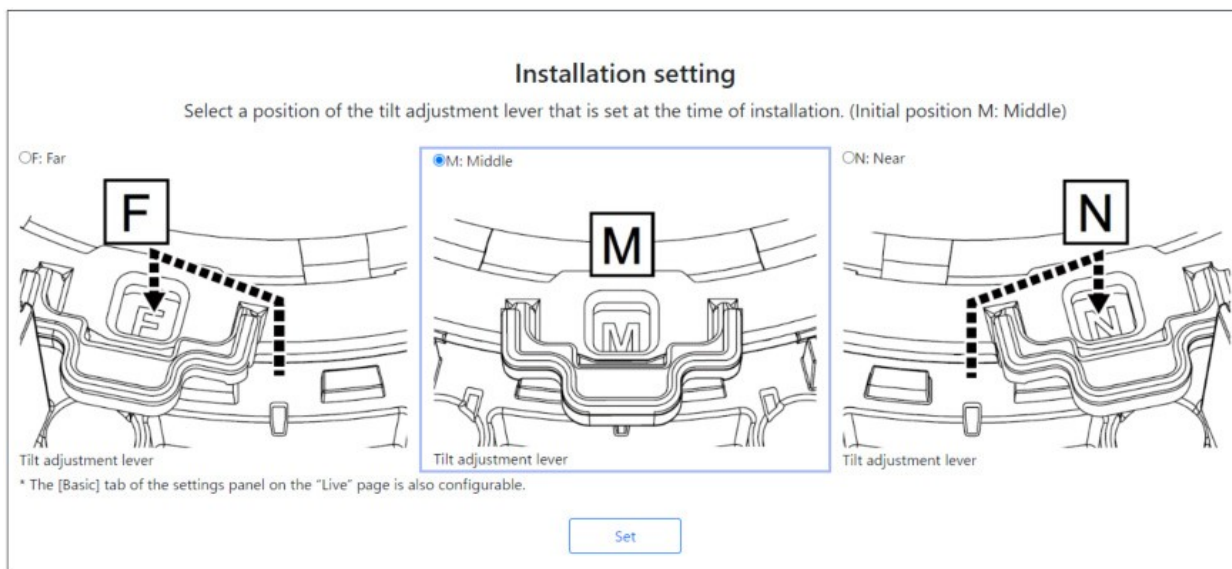 Installation setting
Select a position of the tilt adjustment lever that is set at the time of installation. (Initial position M: Middle)
F: Far
M: Middle
N: Near
F
M
N
F
M
N
Tilt adjustment lever
Tilt adjustment lever
Tilt adjustment lever
* The [Basic] tab of the settings panel on the "Live" page is also configurable.
Set